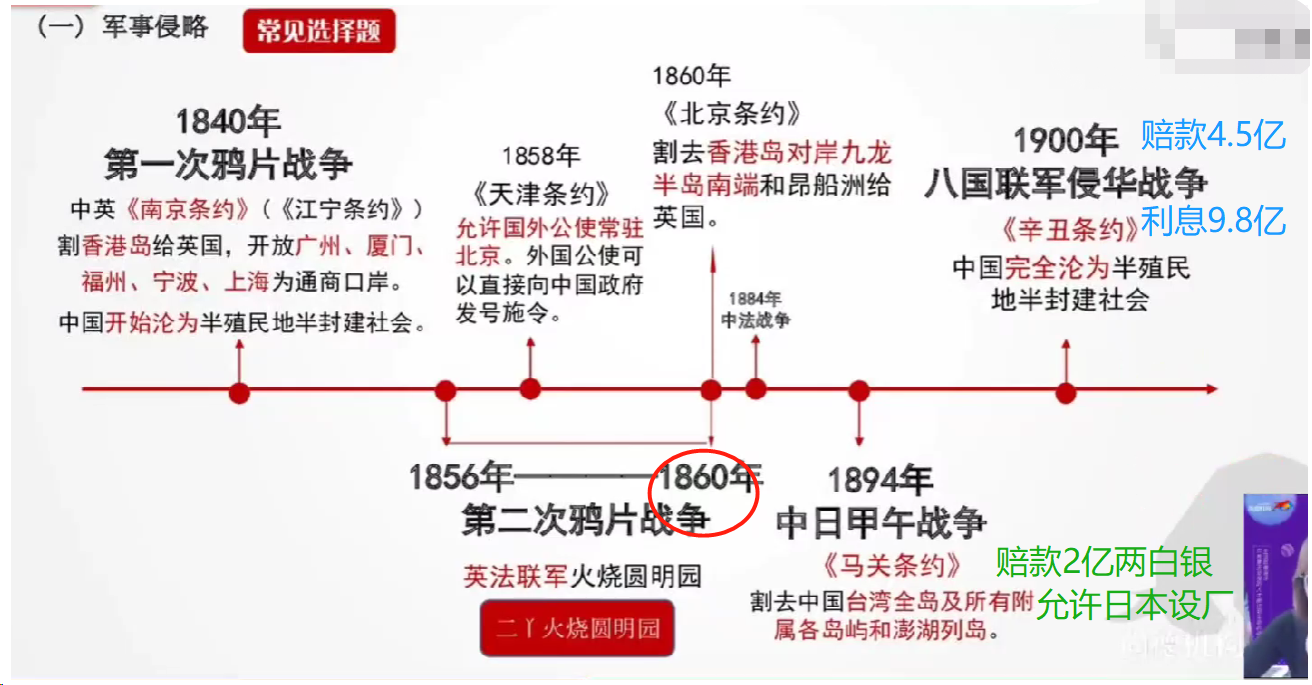 （一）军事侵略
常见选择题
1840年
第一次鸦片战争
中英《南京条约》（《江宁条约》）
割香港岛给英国，开放广州、厦门、
福州、宁波、上海为通商口岸。
中国开始沦为半殖民地半封建社会。
1858年
《天津条约》
允许国外公使常驻
北京。外国公使可
以直接向中国政府
发号施令。
1860年
《北京条约》
割去香港岛对岸九龙
半岛南端和昂船洲给
英国。
1884年
中法战争
1900年
赔款4.5亿
八国联军侵华战争
《辛丑条约》
利息9.8亿
中国完全沦为半殖民
地半封建社会
1856年
1860年
第二次鸦片战争
英法联军火烧圆明园
二丫火烧圆明园
1894年
中日甲午战争
《马关条约》
割去中国台湾全岛及所有附
属各岛屿和澎湖列岛。
赔款2亿两白银
允许日本设厂